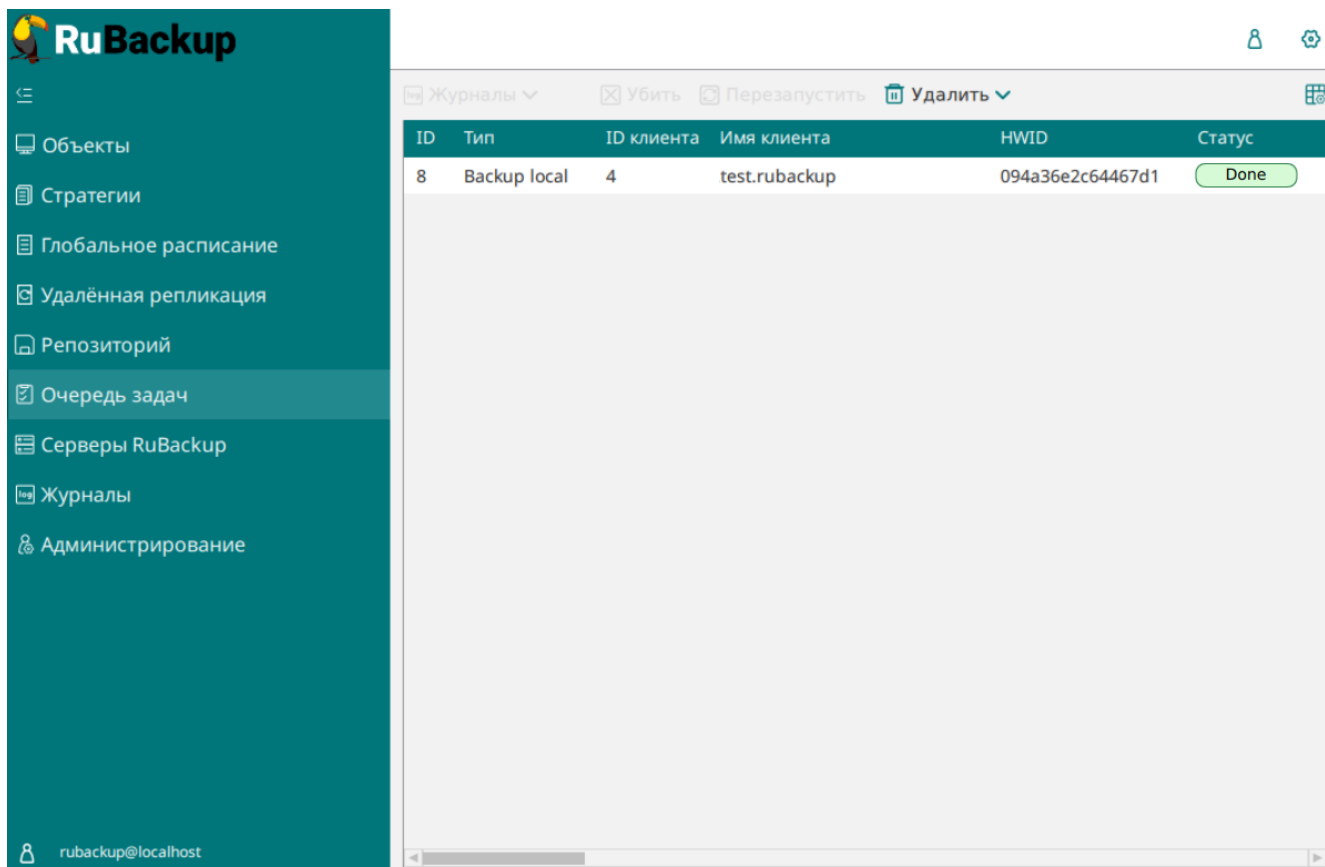 RuBackup
Журналы Убить Перезапустить Удалить
ID Тип ID клиента Имя клиента HWID Статус
8 Backup local 4 test.rubackup 094a36e2c64467d1 Done
Объекты
Стратегии
Глобальное расписание
Удалённая репликация
Репозиторий
Очередь задач
Серверы RuBackup
log Журналы
Администрирование
rubackup@localhost